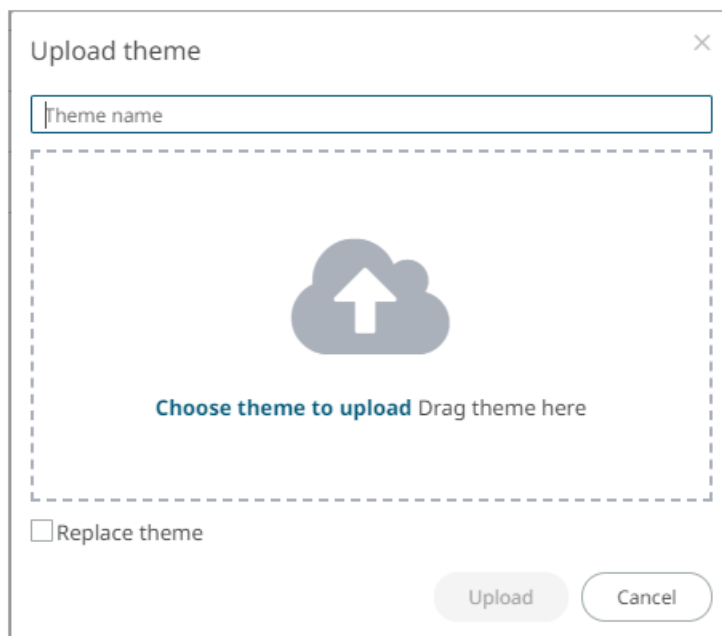 Upload theme
Theme name
Choose theme to upload Drag theme here
Replace theme
Upload Cancel